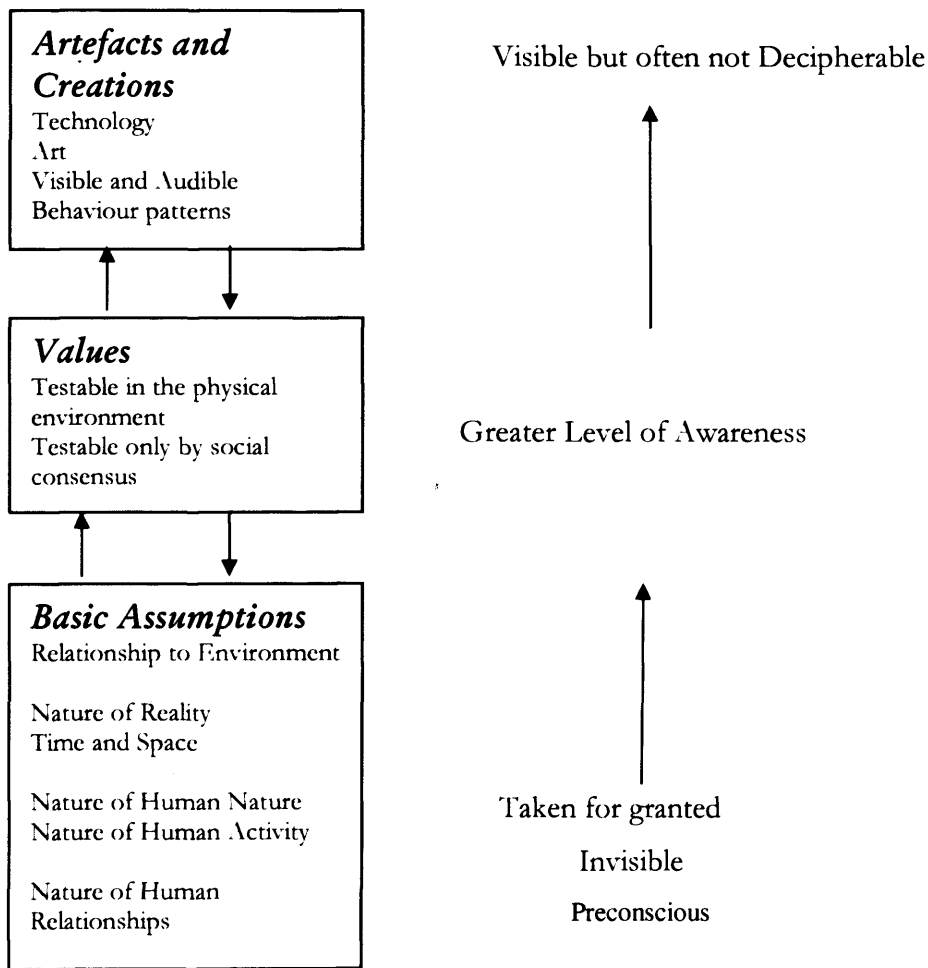 Artefacts and
Creations
Technology
Art
Visible and Audible
Behaviour patterns
Visible but often not Decipherable
Values
Testable in the physical
environment
Testable only by social
consensus
Greater Level of Awareness
Basic Assumptions
Relationship to Environment
Nature of Reality
Time and Space
Nature of Human Nature
Nature of Human Activity
Nature of Human
Relationships
Taken for granted
Invisible
Preconscious